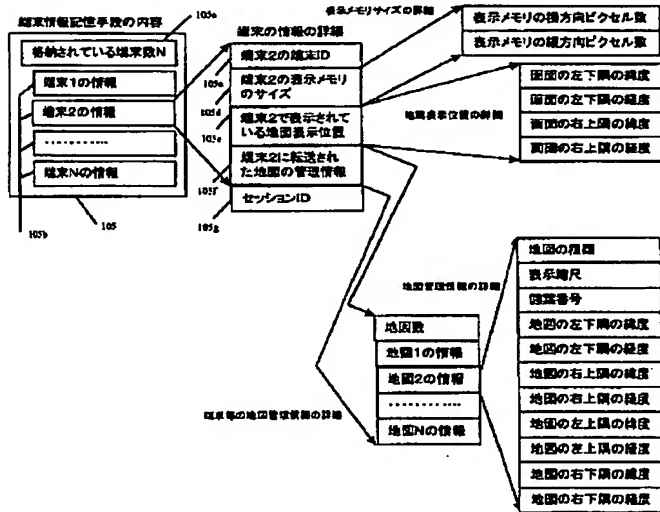 端末情報記憶手段の内容
105a
格納されている端末数N
端末1の情報
端末2の情報
…………
端末Nの情報
105b
105
端末の情報の詳細
端末2の端末ID
105c
端末2の表示メモリ
のサイズ
105d
端末2で表示されて
いる地図表示位置
105e
端末2に転送され
た地図の管理情報
105f
セッションID
105g
表示メモリサイズの詳細
表示メモリの横方向ピクセル数
表示メモリの縦方向ピクセル数
地図表示位置の詳細
画面の左下隅の緯度
画面の左下隅の経度
画面の右上隅の緯度
画面の右上隅の経度
地図管理情報の詳細
地図の種類
表示縮尺
図葉番号
地図の左下隅の緯度
地図の左下隅の経度
地図の右上隅の緯度
地図の右上隅の経度
地図の左上隅の緯度
地図の左上隅の経度
地図の右下隅の緯度
地図の右下隅の経度
地図数
地図1の情報
地図2の情報
…………
地図Nの情報
端末毎の地図管理情報の詳細